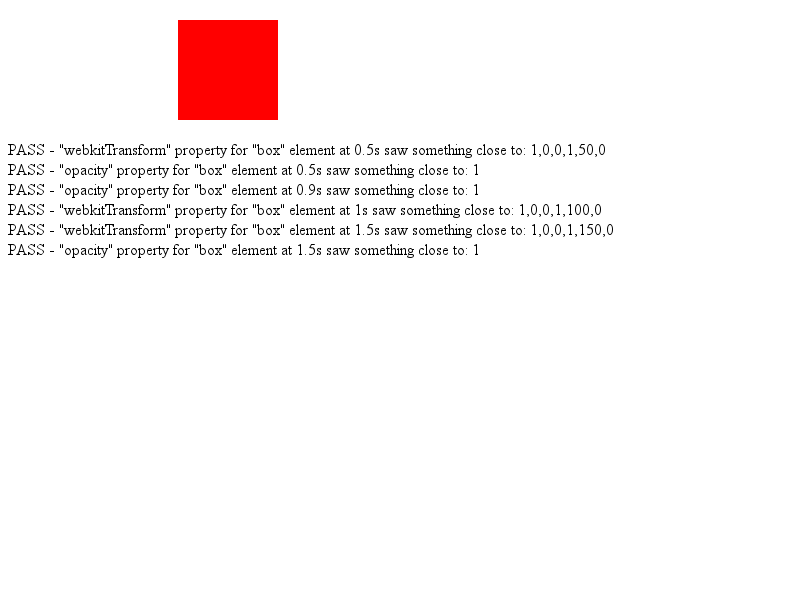 PASS - "webkitTransform" property for "box" element at 0.5s saw something close to: 1,0,0,1,50,0
PASS - "opacity" property for "box" element at 0.5s saw something close to: 1
PASS - "opacity" property for "box" element at 0.9s saw something close to: 1
PASS - "webkitTransform" property for "box" element at 1s saw something close to: 1,0,0,1,100,0
PASS - "webkitTransform" property for "box" element at 1.5s saw something close to: 1,0,0,1,150,0
PASS - "opacity" property for "box" element at 1.5s saw something close to: 1